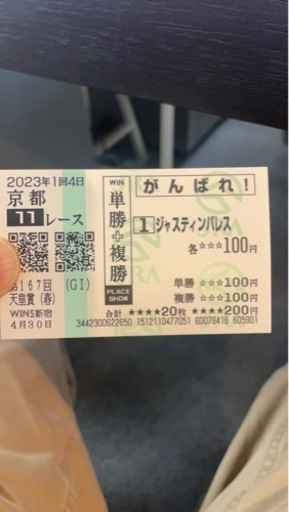 2023年1回4日
京都
11レース
第167回 (GI)
天皇賞(春)
WINS新宿
4月30日
WIN
単勝+複勝
PLACE
SHOW
がんばれ!
1 ジャスティンパレス
各☆☆☆100円
単勝 ☆☆☆100円
複勝 ☆☆☆100円
合計 ★★★★20枚 ★★★★200円
3442300622650 1512110477051 60076416 605901
JRA